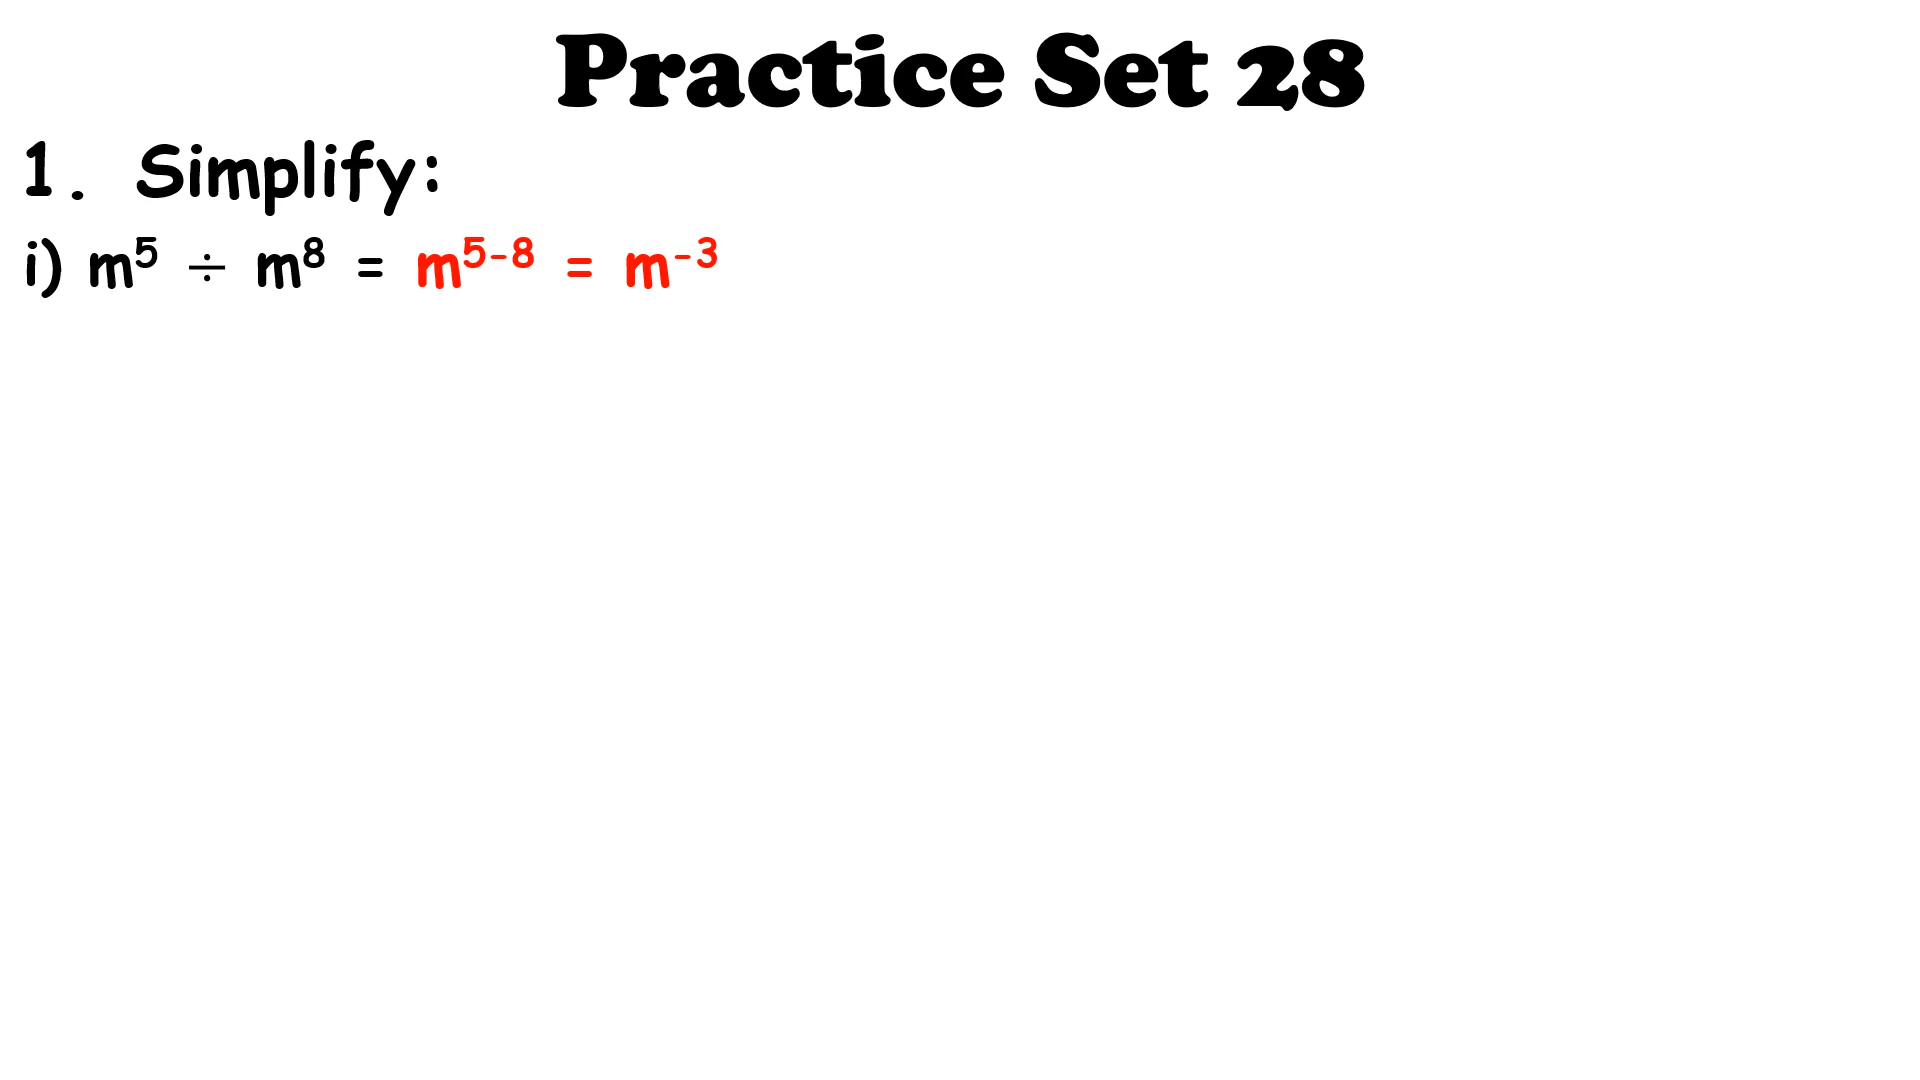 Practice Set 28
1. Simplify:
i) m⁵ ÷ m⁸ = m⁵⁻⁸ = m⁻³